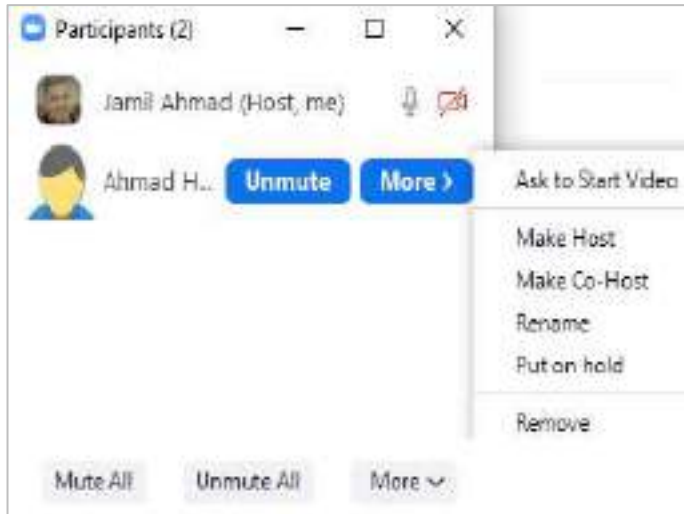 Participants (2)
Jamil Ahmad (Host, me)
Ahmad H... Unmute More >
Ask to Start Video
Make Host
Make Co-Host
Rename
Put on hold
Remove
Mute All Unmute All More